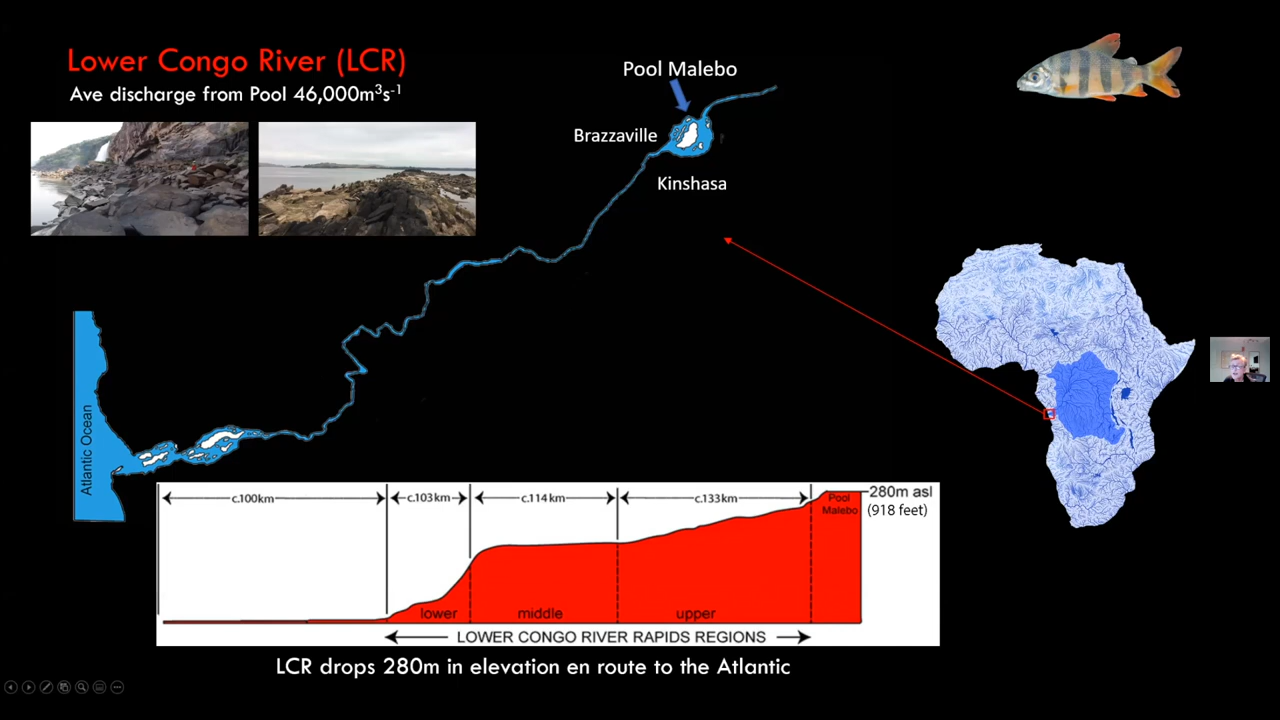 Lower Congo River (LCR)
Ave discharge from Pool 46,000m³s⁻¹
Pool Malebo
Brazzaville
Kinshasa
Atlantic Ocean
c.100km
c.103km
c.114km
c.133km
Pool
Malebo
280m asl
(918 feet)
lower
middle
upper
LOWER CONGO RIVER RAPIDS REGIONS
LCR drops 280m in elevation en route to the Atlantic